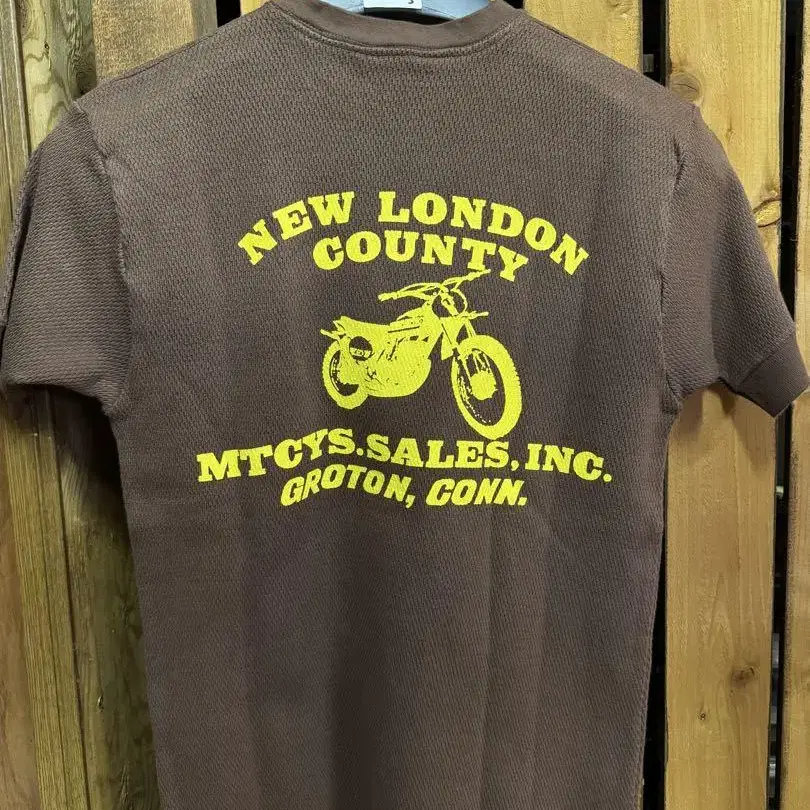 NEW LONDON
COUNTY
MTCYS.SALES, INC.
GROTON, CONN.